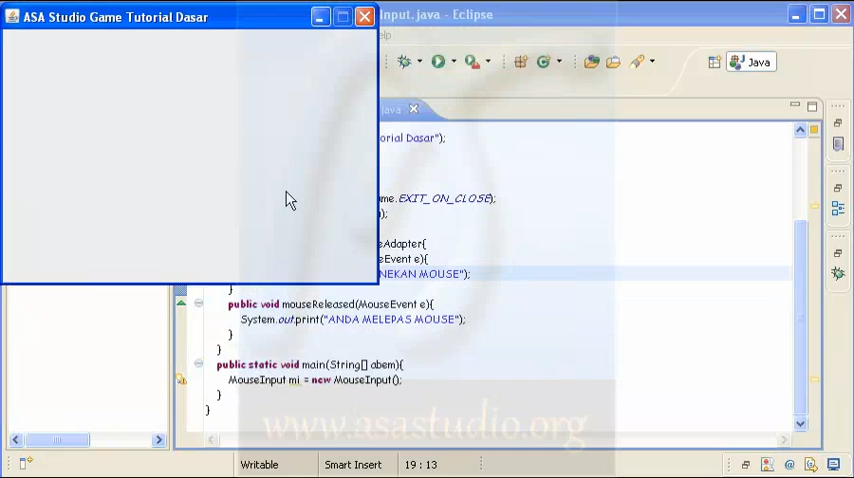 ASA Studio Game Tutorial Dasar
Input.java - Eclipse
elp
Java
java
orial Dasar");
me.EXIT_ON_CLOSE);
);
eAdapter{
eEvent e){
NEKAN MOUSE");
}
public void mouseReleased(MouseEvent e){
System.out.print("ANDA MELEPAS MOUSE");
}
}
public static void main(String[] abem){
MouseInput mi = new MouseInput();
}
}
www.asastudio.org
Writable
Smart Insert
19 : 13